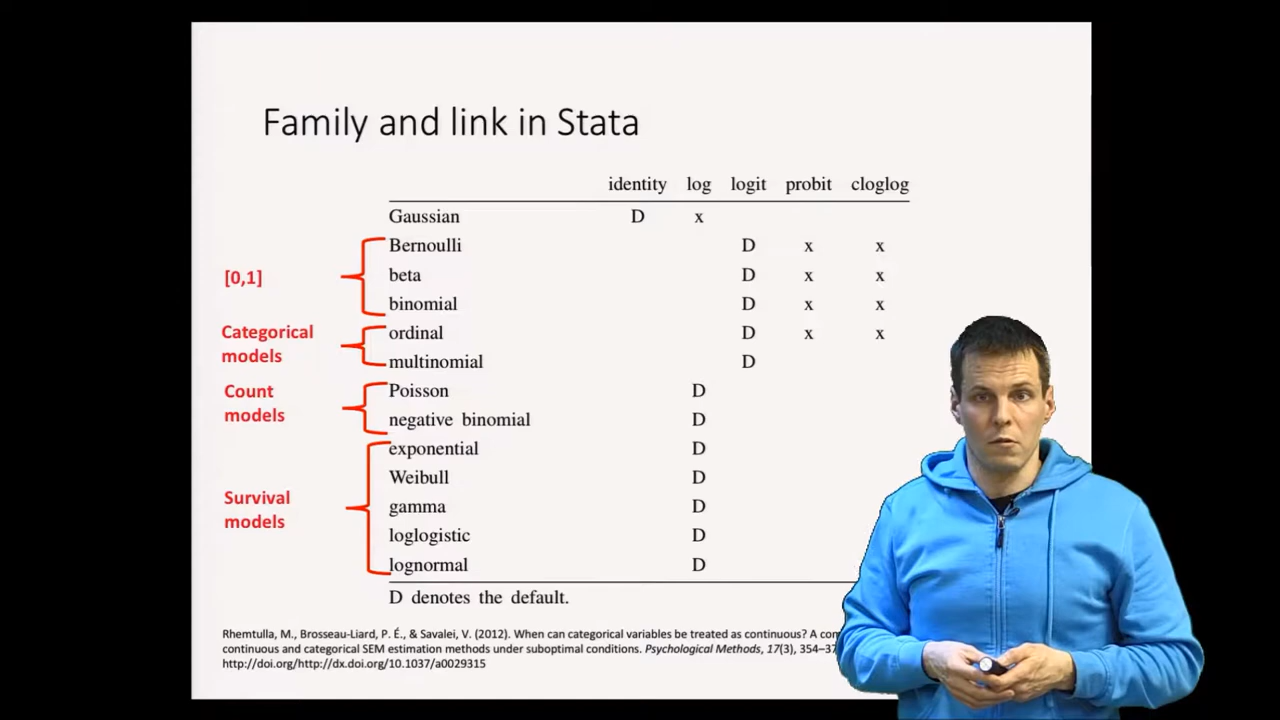 Family and link in Stata
identity log logit probit cloglog
Gaussian D x
Bernoulli D x x
[0,1]
beta D x x
binomial D x x
Categorical
models
ordinal D x x
multinomial D
Count
models
Poisson D
negative binomial D
exponential D
Weibull D
Survival
models
gamma D
loglogistic D
lognormal D
D denotes the default.
Rhemtulla, M., Brosseau-Liard, P. É., & Savalei, V. (2012). When can categorical variables be treated as continuous? A
continuous and categorical SEM estimation methods under suboptimal conditions. Psychological Methods, 17(3),
http://doi.org/http://dx.doi.org/10.1037/a0029315